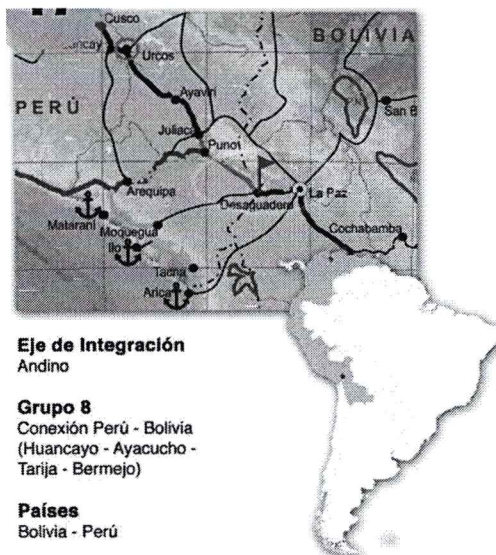 Cusco
BOLIVIA
Urcos
Ayaviri
PERÚ
Juliaca
Puno
Arequipa
Desaguadero
La Paz
San B
Matarani
Moquegua
Cochabamba
Ilo
Tacna
Arica
Eje de Integración
Andino
Grupo 8
Conexión Perú - Bolivia
(Huancayo - Ayacucho -
Tarija - Bermejo)
Países
Bolivia - Perú